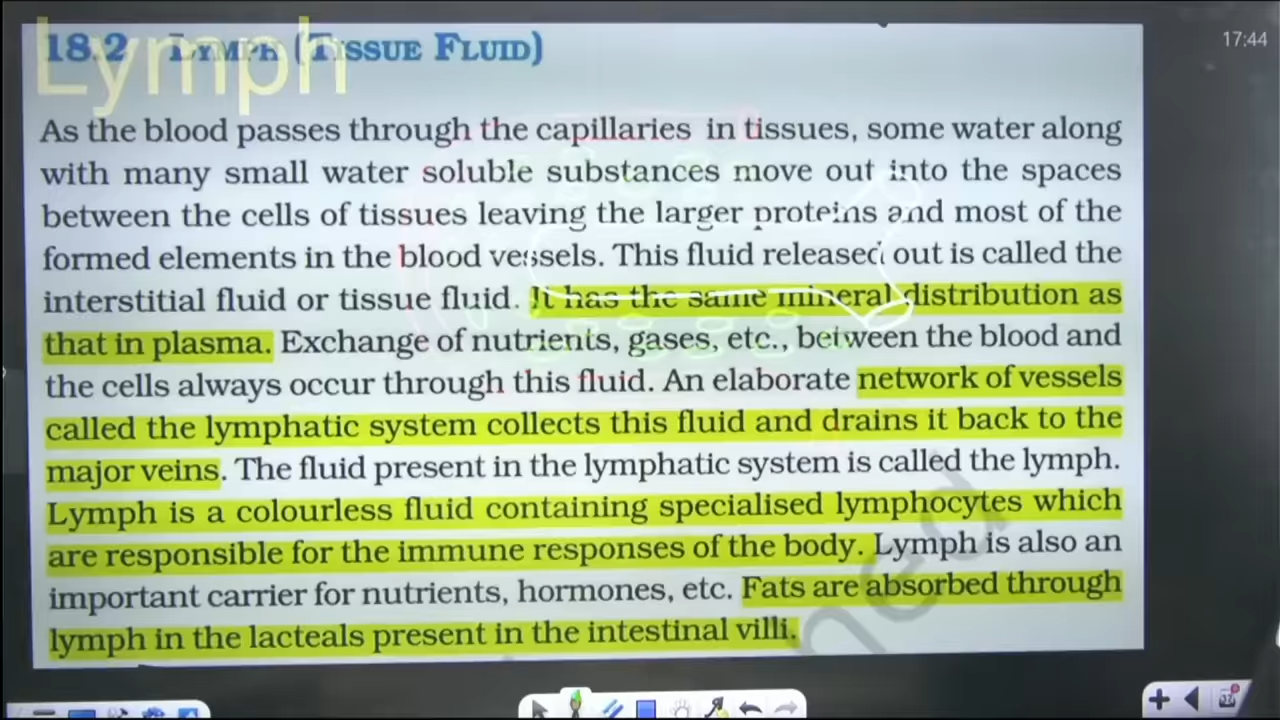 Lymph
18.2 LYMPH (TISSUE FLUID)
17:44
As the blood passes through the capillaries in tissues, some water along
with many small water soluble substances move out into the spaces
between the cells of tissues leaving the larger proteins and most of the
formed elements in the blood vessels. This fluid released out is called the
interstitial fluid or tissue fluid. It has the same mineral distribution as
that in plasma. Exchange of nutrients, gases, etc., between the blood and
the cells always occur through this fluid. An elaborate network of vessels
called the lymphatic system collects this fluid and drains it back to the
major veins. The fluid present in the lymphatic system is called the lymph.
Lymph is a colourless fluid containing specialised lymphocytes which
are responsible for the immune responses of the body. Lymph is also an
important carrier for nutrients, hormones, etc. Fats are absorbed through
lymph in the lacteals present in the intestinal villi.